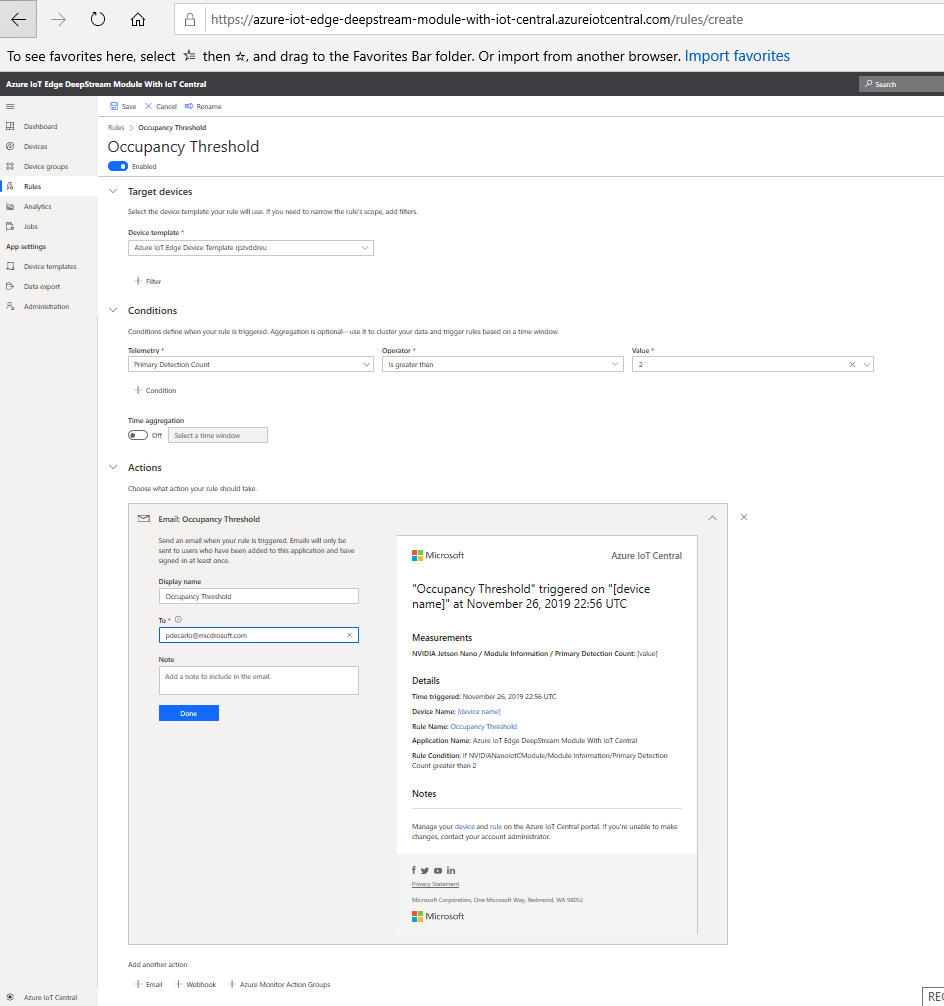 https://azure-iot-edge-deepstream-module-with-iot-central.azureiotcentral.com/rules/create
To see favorites here, select then , and drag to the Favorites Bar folder. Or import from another browser. Import favorites
Azure IoT Edge DeepStream Module With IoT Central
Search
Save Cancel Rename
Dashboard
Devices
Device groups
Rules
Analytics
Jobs
App settings
Device templates
Data export
Administration
Azure IoT Central
Rules > Occupancy Threshold
Occupancy Threshold
Enabled
Target devices
Select the device template your rule will use. If you need to narrow the rule's scope, add filters.
Device template *
Azure IoT Edge Device Template rpzvddreu
+ Filter
Conditions
Conditions define when your rule is triggered. Aggregation is optional—use it to cluster your data and trigger rules based on a time window.
Telemetry * Operator * Value *
Primary Detection Count Is greater than 2
+ Condition
Time aggregation
Off Select a time window
Actions
Choose what action your rule should take.
Email: Occupancy Threshold
Send an email when your rule is triggered. Emails will only be
sent to users who have been added to this application and have
signed-in at least once.
Display name
Occupancy Threshold
To *
pdecarlo@micdrosoft.com
Note
Add a note to include in the email.
Done
Microsoft Azure IoT Central
"Occupancy Threshold" triggered on "[device
name]" at November 26, 2019 22:56 UTC
Measurements
NVIDIA Jetson Nano / Module Information / Primary Detection Count: [value]
Details
Time triggered: November 26, 2019 22:56 UTC
Device Name: [device name]
Rule Name: Occupancy Threshold
Application Name: Azure IoT Edge DeepStream Module With IoT Central
Rule Condition: If NVIDIANanoIotCModule/Module Information/Primary Detection
Count greater than 2
Notes
Manage your device and rule on the Azure IoT Central portal. If you're unable to make
changes, contact your account administrator.
Privacy Statement
Microsoft Corporation, One Microsoft Way, Redmond, WA 98052
Microsoft
Add another action
+ Email + Webhook + Azure Monitor Action Groups